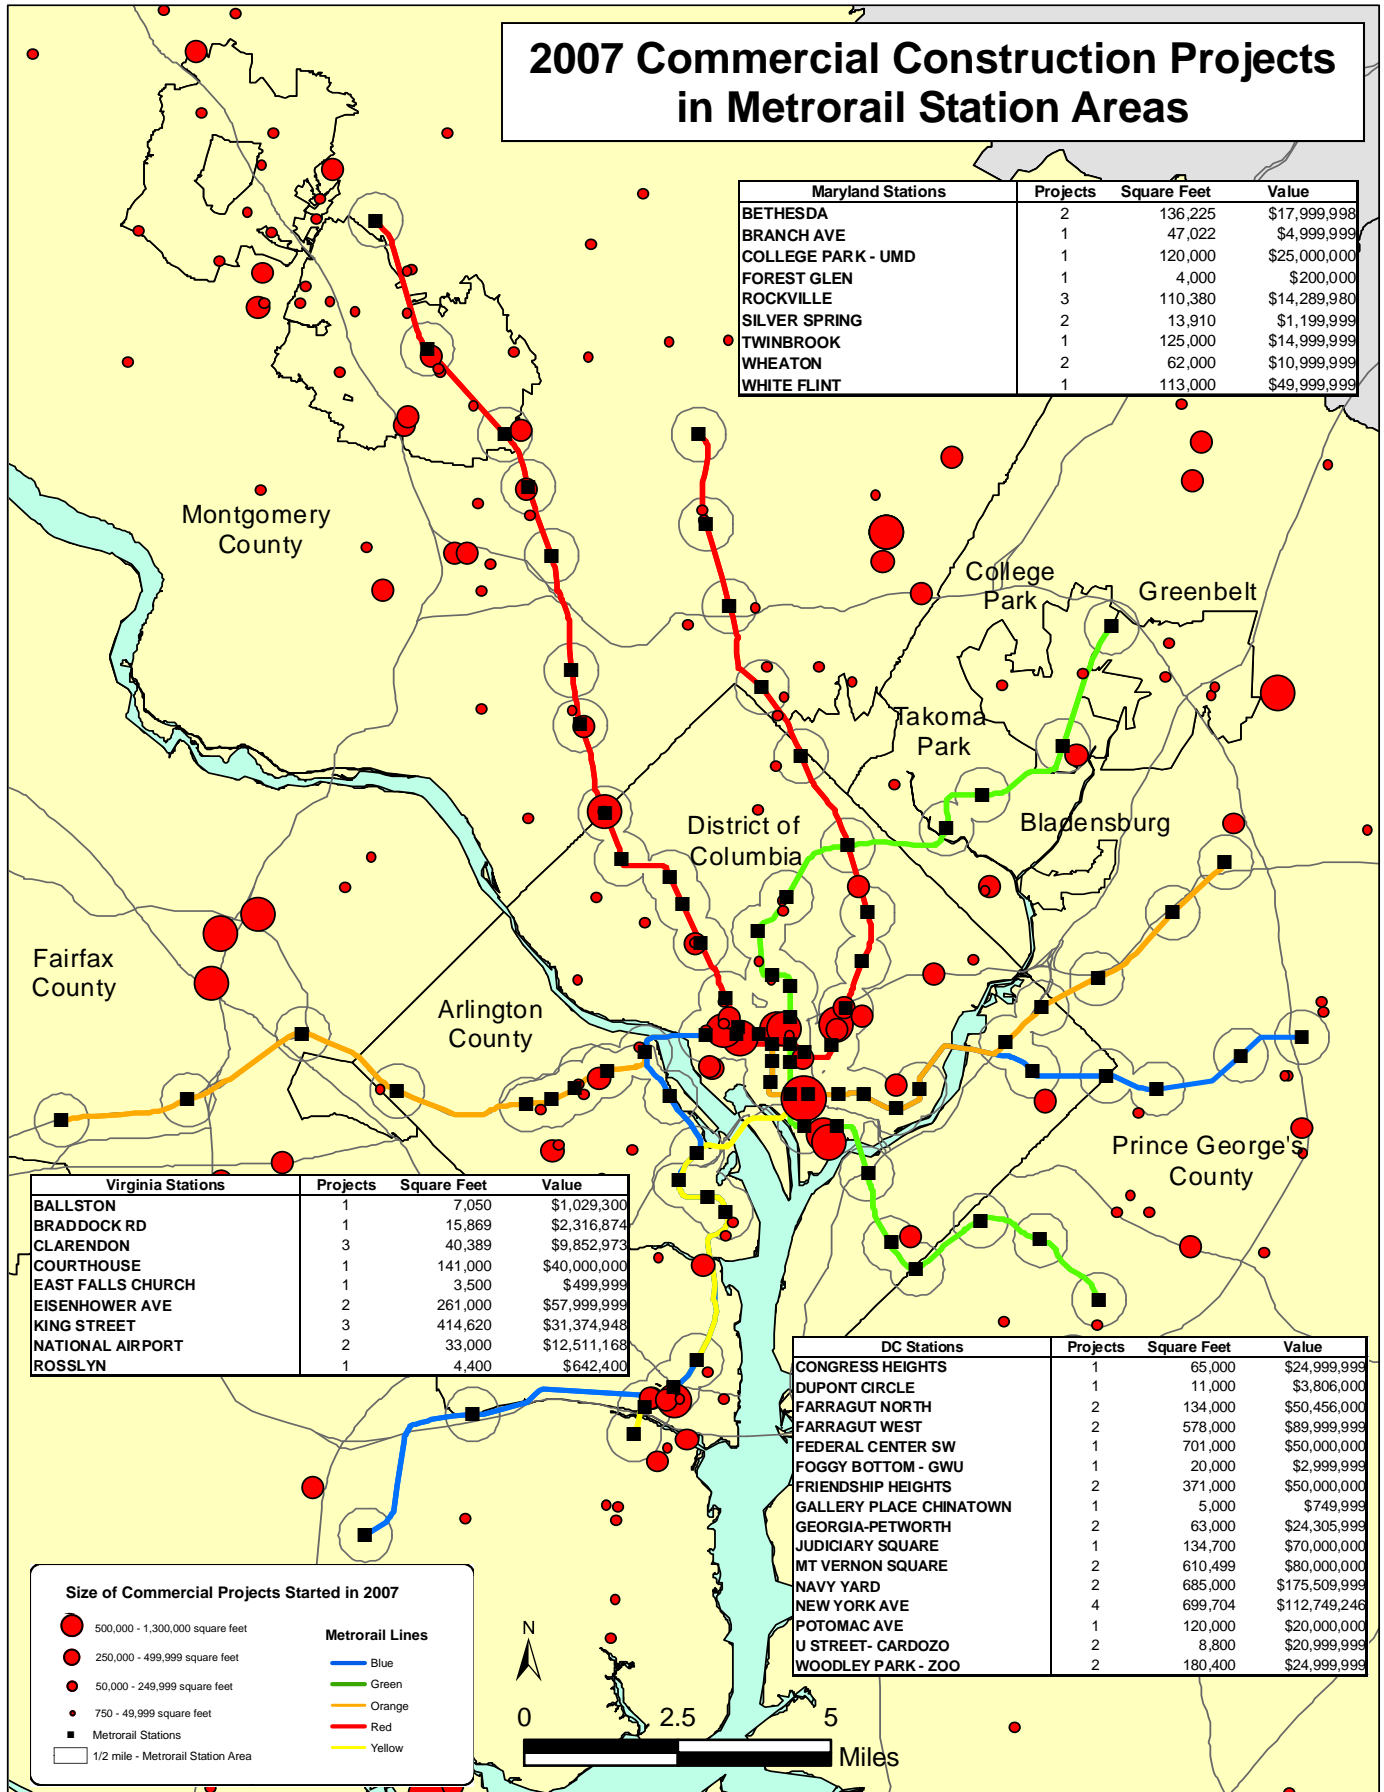 2007 Commercial Construction Projects
in Metrorail Station Areas
Maryland Stations Projects Square Feet Value
BETHESDA 2 136,225 $17,999,998
BRANCH AVE 1 47,022 $4,999,999
COLLEGE PARK - UMD 1 120,000 $25,000,000
FOREST GLEN 1 4,000 $200,000
ROCKVILLE 3 110,380 $14,289,980
SILVER SPRING 2 13,910 $1,199,999
TWINBROOK 1 125,000 $14,999,999
WHEATON 2 62,000 $10,999,999
WHITE FLINT 1 113,000 $49,999,999
Montgomery
County
College
Park
Greenbelt
Takoma
Park
District of
Columbia
Bladensburg
Fairfax
County
Arlington
County
Prince George's
County
Virginia Stations Projects Square Feet Value
BALLSTON 1 7,050 $1,029,300
BRADDOCK RD 1 15,869 $2,316,874
CLARENDON 3 40,389 $9,852,973
COURTHOUSE 1 141,000 $40,000,000
EAST FALLS CHURCH 1 3,500 $499,999
EISENHOWER AVE 2 261,000 $57,999,999
KING STREET 3 414,620 $31,374,948
NATIONAL AIRPORT 2 33,000 $12,511,168
ROSSLYN 1 4,400 $642,400
DC Stations Projects Square Feet Value
CONGRESS HEIGHTS 1 65,000 $24,999,999
DUPONT CIRCLE 1 11,000 $3,806,000
FARRAGUT NORTH 2 134,000 $50,456,000
FARRAGUT WEST 2 578,000 $89,999,999
FEDERAL CENTER SW 1 701,000 $50,000,000
FOGGY BOTTOM - GWU 1 20,000 $2,999,999
FRIENDSHIP HEIGHTS 2 371,000 $50,000,000
GALLERY PLACE CHINATOWN 1 5,000 $749,999
GEORGIA-PETWORTH 2 63,000 $24,305,999
JUDICIARY SQUARE 1 134,700 $70,000,000
MT VERNON SQUARE 2 610,499 $80,000,000
NAVY YARD 2 685,000 $175,509,999
NEW YORK AVE 4 699,704 $112,749,246
POTOMAC AVE 1 120,000 $20,000,000
U STREET- CARDOZO 2 8,800 $20,999,999
WOODLEY PARK - ZOO 2 180,400 $24,999,999
Size of Commercial Projects Started in 2007
500,000 - 1,300,000 square feet
250,000 - 499,999 square feet
50,000 - 249,999 square feet
750 - 49,999 square feet
Metrorail Stations
1/2 mile - Metrorail Station Area
Metrorail Lines
Blue
Green
Orange
Red
Yellow
N
0 2.5 5
Miles